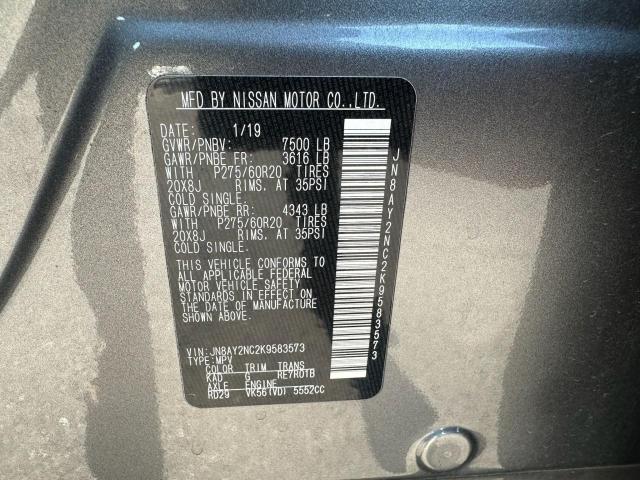 MFD BY NISSAN MOTOR CO.,LTD.
DATE: 1/19
GVWR/PNBV: 7500 LB
GAWR/PNBE FR: 3616 LB
WITH P275/60R20 TIRES
20X8J RIMS. AT 35PSI
COLD SINGLE.
GAWR/PNBE RR: 4343 LB
WITH P275/60R20 TIRES
20X8J RIMS. AT 35PSI
COLD SINGLE.
THIS VEHICLE CONFORMS TO
ALL APPLICABLE FEDERAL
MOTOR VEHICLE SAFETY
STANDARDS IN EFFECT ON
THE DATE OF MANUFACTURE
SHOWN ABOVE.
VIN: JN8AY2NC2K9583573
TYPE: MPV
COLOR TRIM TRANS
KAD G RE7R01B
AXLE ENGINE
RD29 VK56(VD) 5552CC
JN8AY2NC2K9583573